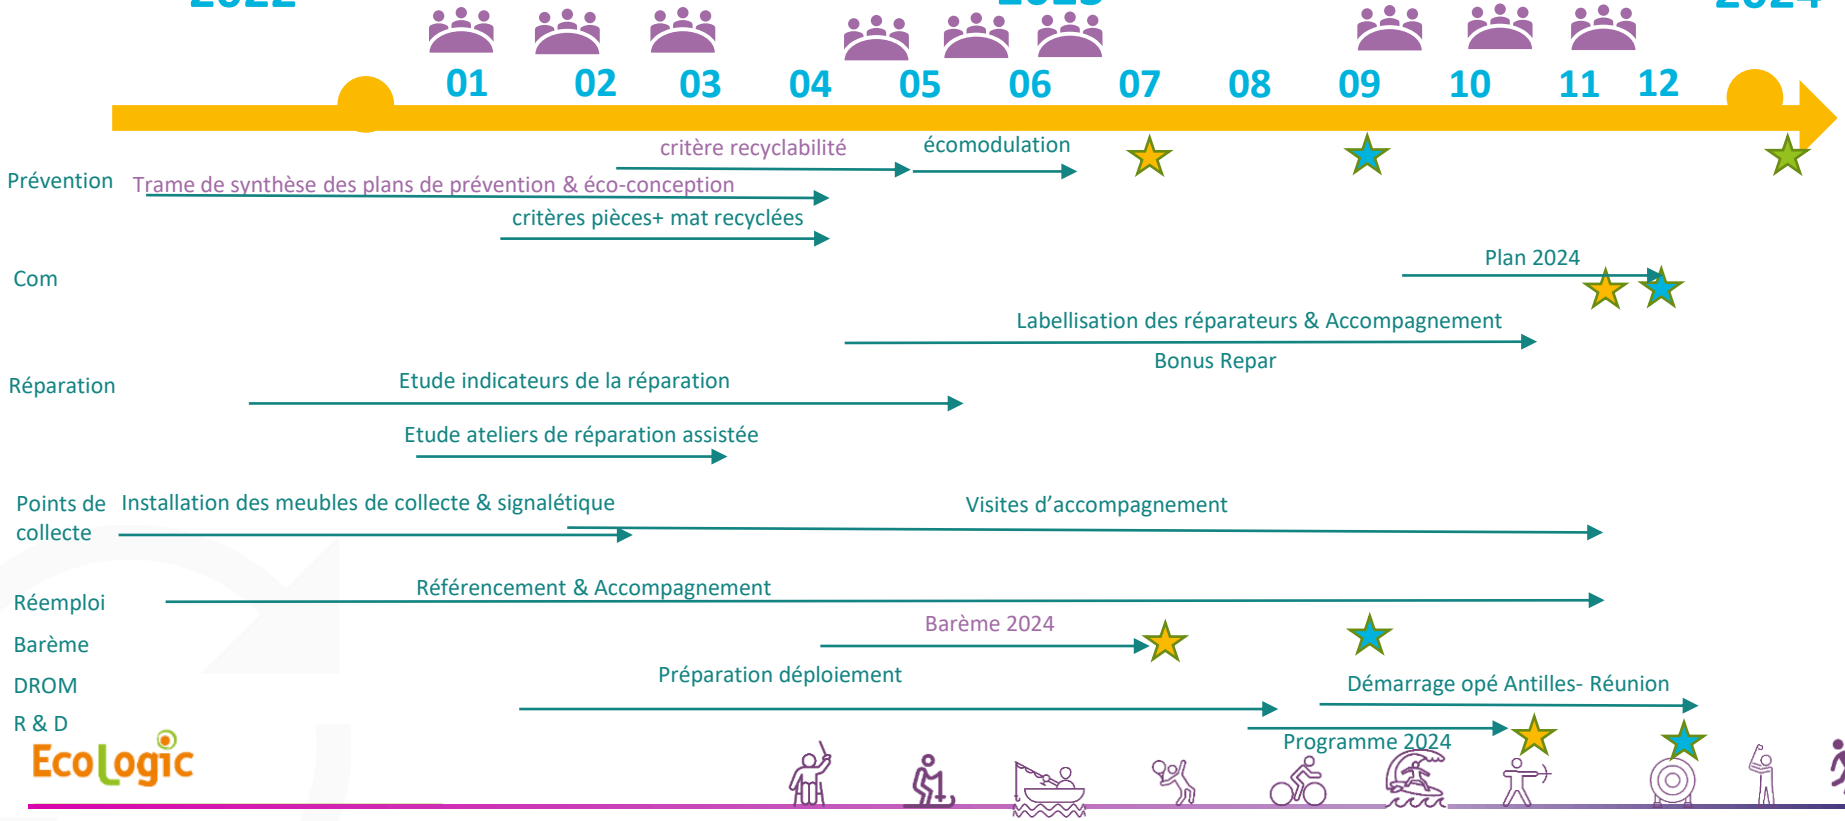 2022 2023 2024
01 02 03 04 05 06 07 08 09 10 11 12
critère recyclabilité écomodulation
Prévention Trame de synthèse des plans de prévention & éco-conception
critères pièces+ mat recyclées
Plan 2024
Com
Labellisation des réparateurs & Accompagnement
Bonus Repar
Réparation Etude indicateurs de la réparation
Etude ateliers de réparation assistée
Points de Installation des meubles de collecte & signalétique Visites d’accompagnement
collecte
Référencement & Accompagnement
Réemploi
Barème 2024
Barème
Préparation déploiement
DROM Démarrage opé Antilles- Réunion
R & D
Programme 2024
EcoLogic